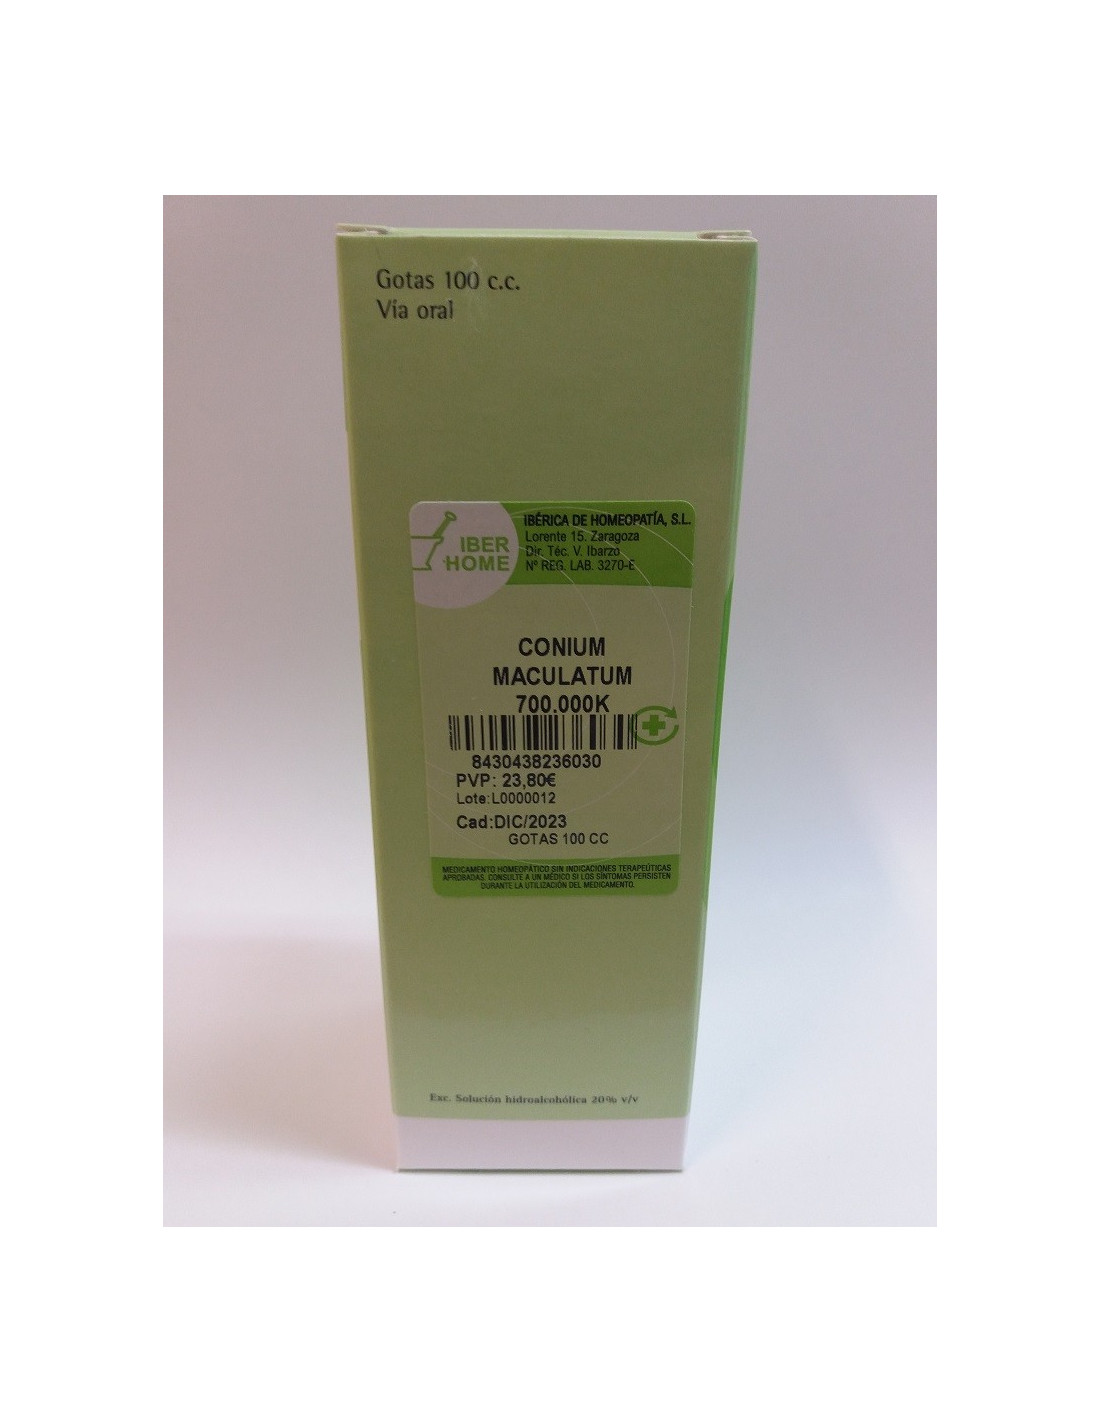 Gotas 100 c.c.
Vía oral
IBER
HOME
IBÉRICA DE HOMEOPATÍA, S.L.
Lorente 15. Zaragoza
Dir. Téc. V. Ibarzo
Nº REG. LAB. 3270-E
CONIUM
MACULATUM
700.000K
8430438236030
PVP: 23,80€
Lote:L0000012
Cad:DIC/2023
GOTAS 100 CC
MEDICAMENTO HOMEOPÁTICO SIN INDICACIONES TERAPEÚTICAS
APROBADAS. CONSULTE A UN MÉDICO SI LOS SÍNTOMAS PERSISTEN
DURANTE LA UTILIZACIÓN DEL MEDICAMENTO.
Exc. Solución hidroalcohólica 20% v/v